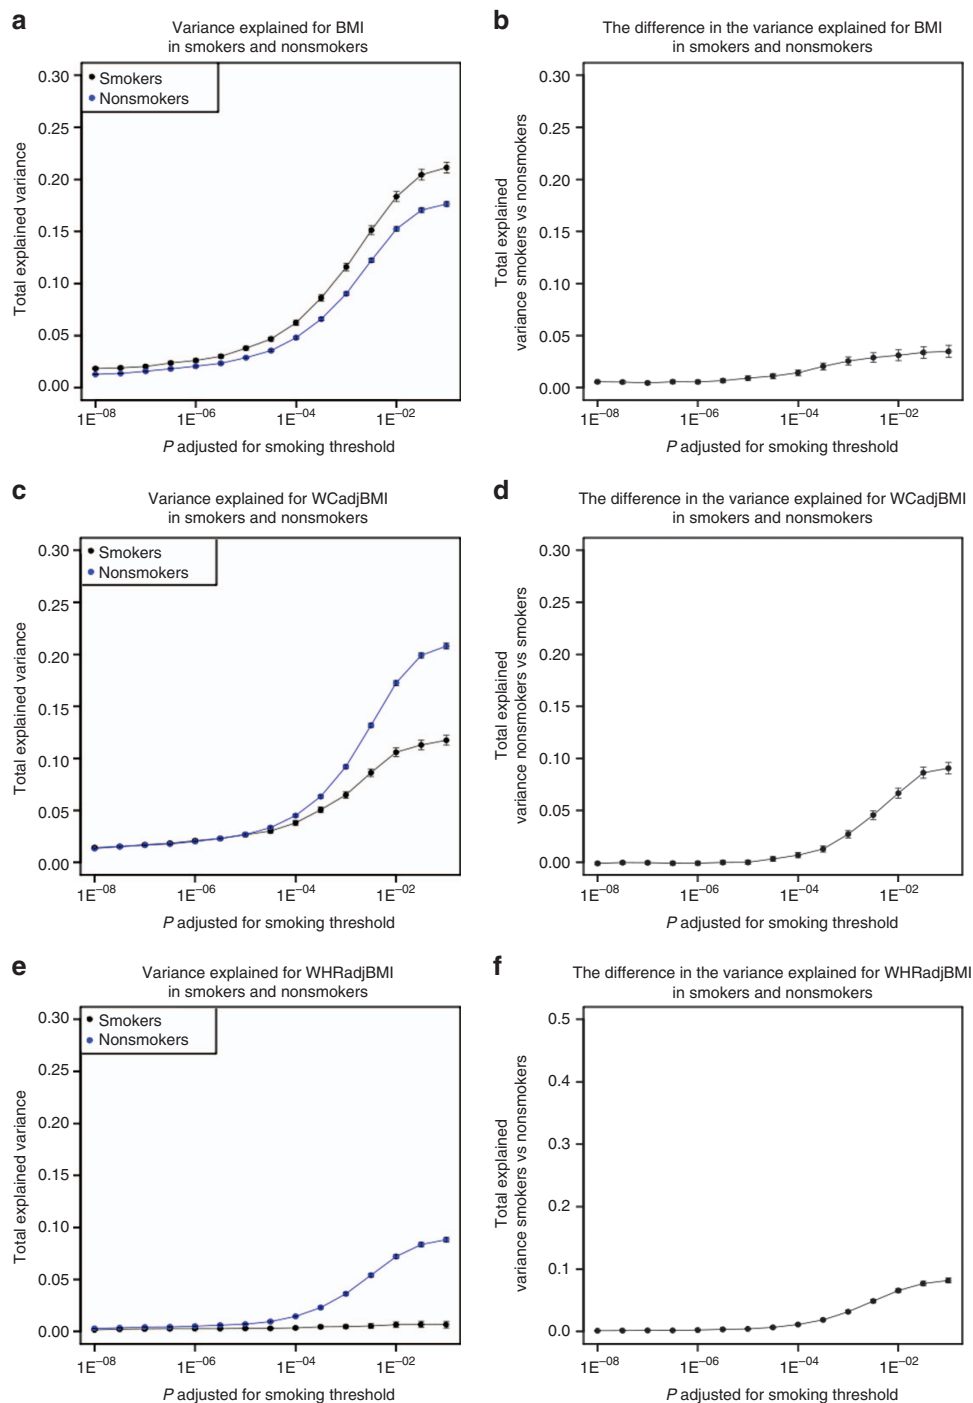 a
Variance explained for BMI
in smokers and nonsmokers
Smokers
Nonsmokers
Total explained variance
0.30
0.25
0.20
0.15
0.10
0.05
0.00
1E−08
1E−06
1E−04
1E−02
P adjusted for smoking threshold
b
The difference in the variance explained for BMI
in smokers and nonsmokers
Total explained
variance smokers vs nonsmokers
0.30
0.25
0.20
0.15
0.10
0.05
0.00
1E−08
1E−06
1E−04
1E−02
P adjusted for smoking threshold
c
Variance explained for WCadjBMI
in smokers and nonsmokers
Smokers
Nonsmokers
Total explained variance
0.30
0.25
0.20
0.15
0.10
0.05
0.00
1E−08
1E−06
1E−04
1E−02
P adjusted for smoking threshold
d
The difference in the variance explained for WCadjBMI
in smokers and nonsmokers
Total explained
variance nonsmokers vs smokers
0.30
0.25
0.20
0.15
0.10
0.05
0.00
1E−08
1E−06
1E−04
1E−02
P adjusted for smoking threshold
e
Variance explained for WHRadjBMI
in smokers and nonsmokers
Smokers
Nonsmokers
Total explained variance
0.30
0.25
0.20
0.15
0.10
0.05
0.00
1E−08
1E−06
1E−04
1E−02
P adjusted for smoking threshold
f
The difference in the variance explained for WHRadjBMI
in smokers and nonsmokers
Total explained
variance smokers vs nonsmokers
0.5
0.4
0.3
0.2
0.1
0.0
1E−08
1E−06
1E−04
1E−02
P adjusted for smoking threshold